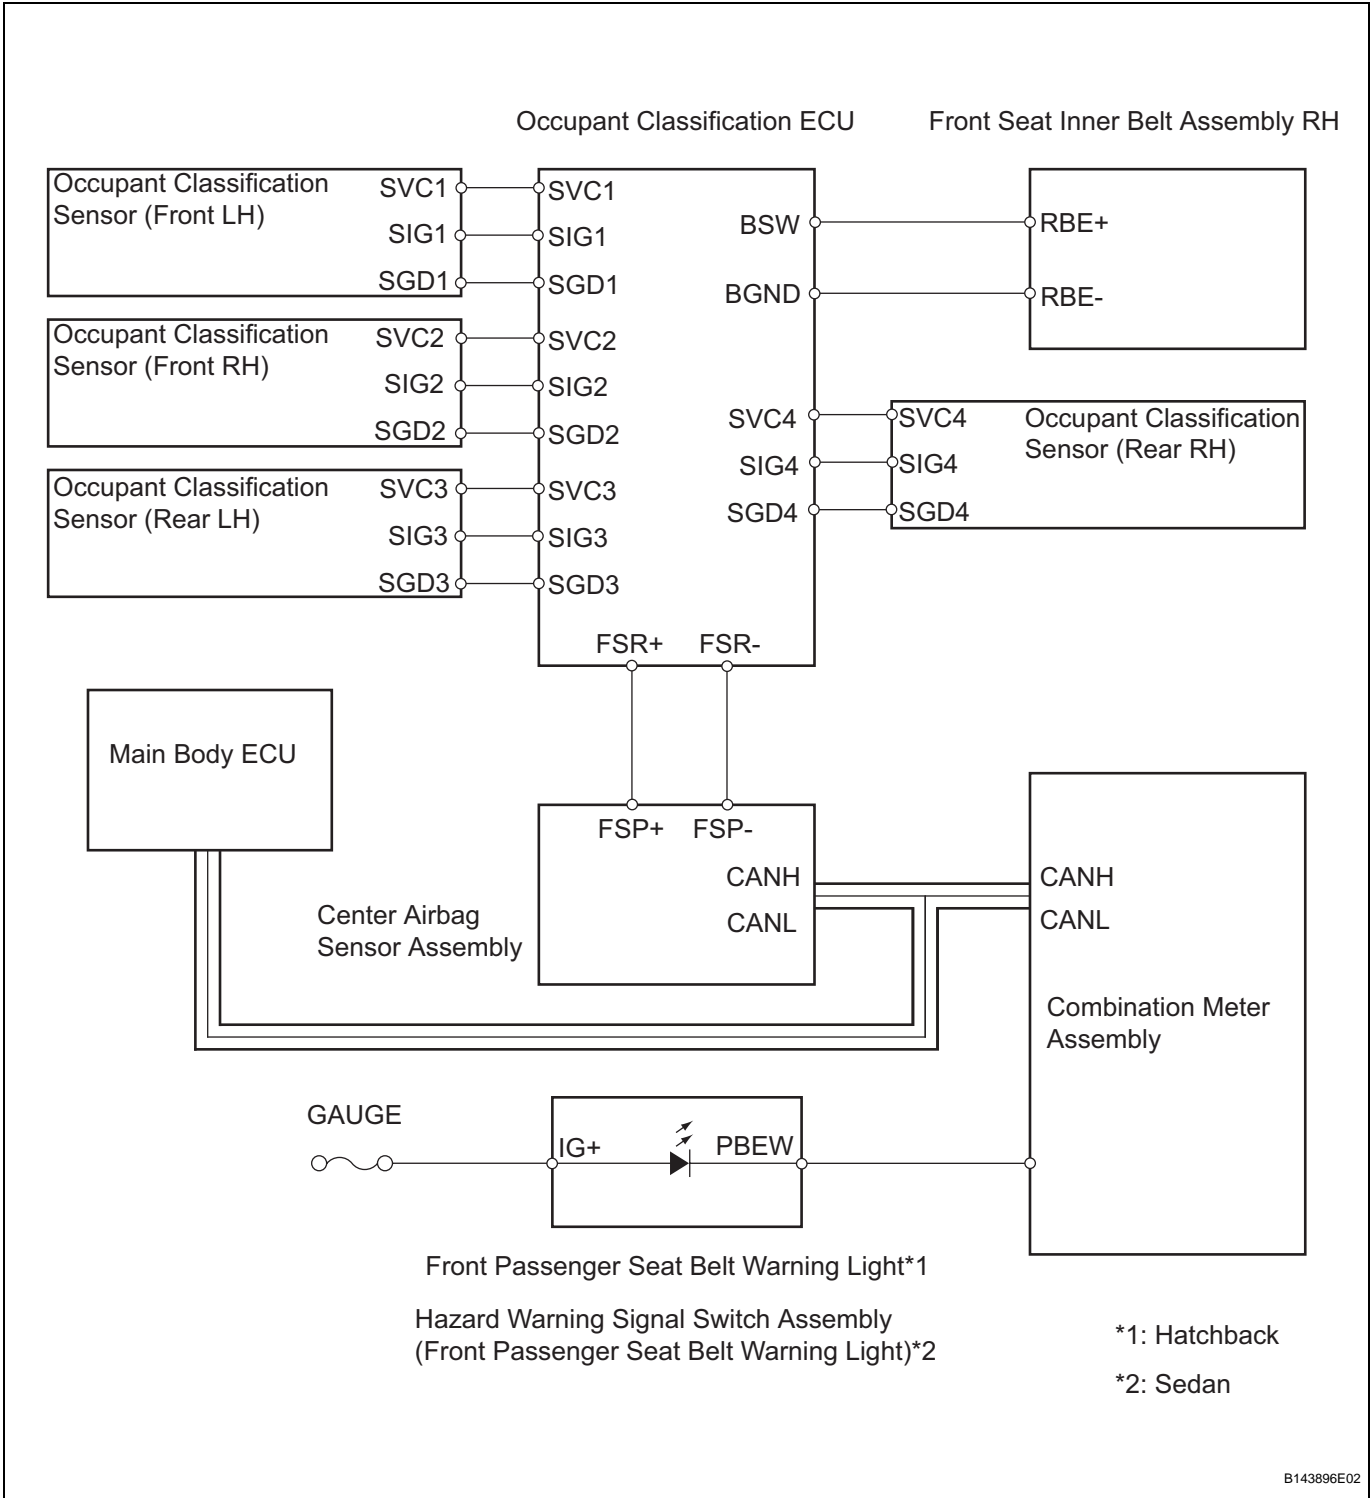 Occupant Classification ECU
Front Seat Inner Belt Assembly RH
Occupant Classification
Sensor (Front LH)
SVC1
SIG1
SGD1
SVC1
SIG1
SGD1
Occupant Classification
Sensor (Front RH)
SVC2
SIG2
SGD2
SVC2
SIG2
SGD2
Occupant Classification
Sensor (Rear LH)
SVC3
SIG3
SGD3
SVC3
SIG3
SGD3
BSW
BGND
RBE+
RBE-
SVC4
SIG4
SGD4
SVC4
SIG4
SGD4
Occupant Classification
Sensor (Rear RH)
FSR+
FSR-
Main Body ECU
FSP+
FSP-
CANH
CANL
Center Airbag
Sensor Assembly
CANH
CANL
Combination Meter
Assembly
GAUGE
IG+
PBEW
Front Passenger Seat Belt Warning Light*1
Hazard Warning Signal Switch Assembly
(Front Passenger Seat Belt Warning Light)*2
*1: Hatchback
*2: Sedan
B143896E02